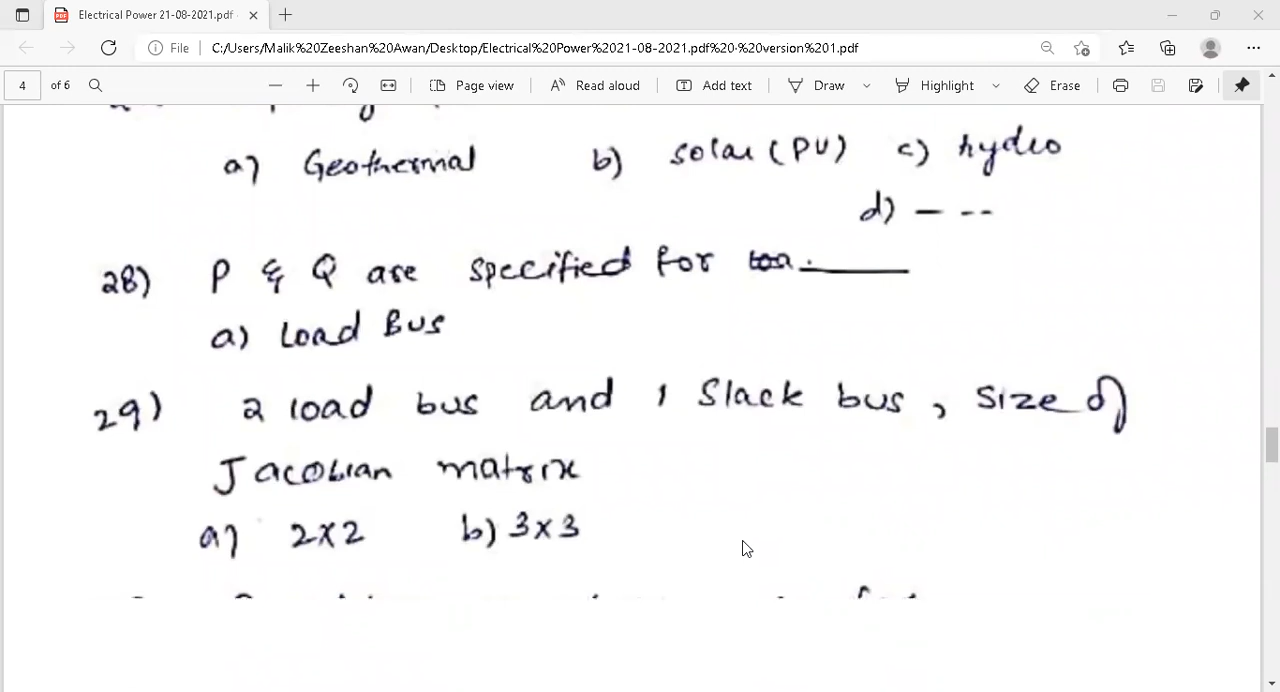 Electrical Power 21-08-2021.pdf -
File C:/Users/Malik%20Zeeshan%20Awan/Desktop/Electrical%20Power%2021-08-2021.pdf%20-%20version%201.pdf
4 of 6 Page view Read aloud Add text Draw Highlight Erase
a) Geothermal b) solar (PV) c) hydro
d) — --
28) P & Q are specified for ______
a) Load Bus
29) 2 load bus and 1 Slack bus, Size of
Jacobian matrix
a) 2x2 b) 3x3